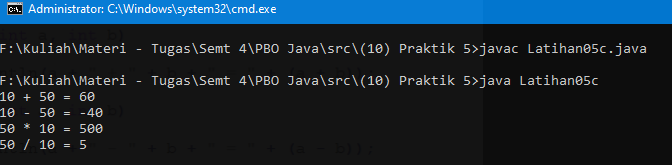 Administrator: C:\Windows\system32\cmd.exe
F:\Kuliah\Materi - Tugas\Semt 4\PBO Java\src\(10) Praktik 5>javac Latihan05c.java
F:\Kuliah\Materi - Tugas\Semt 4\PBO Java\src\(10) Praktik 5>java Latihan05c
10 + 50 = 60
10 - 50 = -40
50 * 10 = 500
50 / 10 = 5